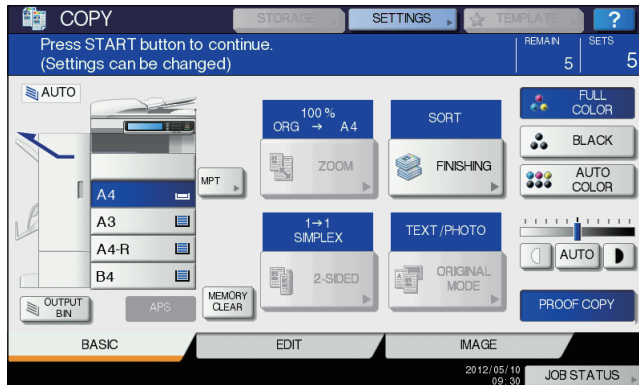 COPY
STORAGE
SETTINGS
TEMPLATE
?
Press START button to continue.
(Settings can be changed)
REMAIN
5
SETS
5
AUTO
MPT
A4
A3
A4-R
B4
OUTPUT
BIN
APS
MEMORY
CLEAR
100 %
ORG → A4
ZOOM
SORT
FINISHING
1→1
SIMPLEX
2-SIDED
TEXT/PHOTO
ORIGINAL
MODE
FULL
COLOR
BLACK
AUTO
COLOR
AUTO
PROOF COPY
BASIC
EDIT
IMAGE
2012/05/10
09:30
JOB STATUS